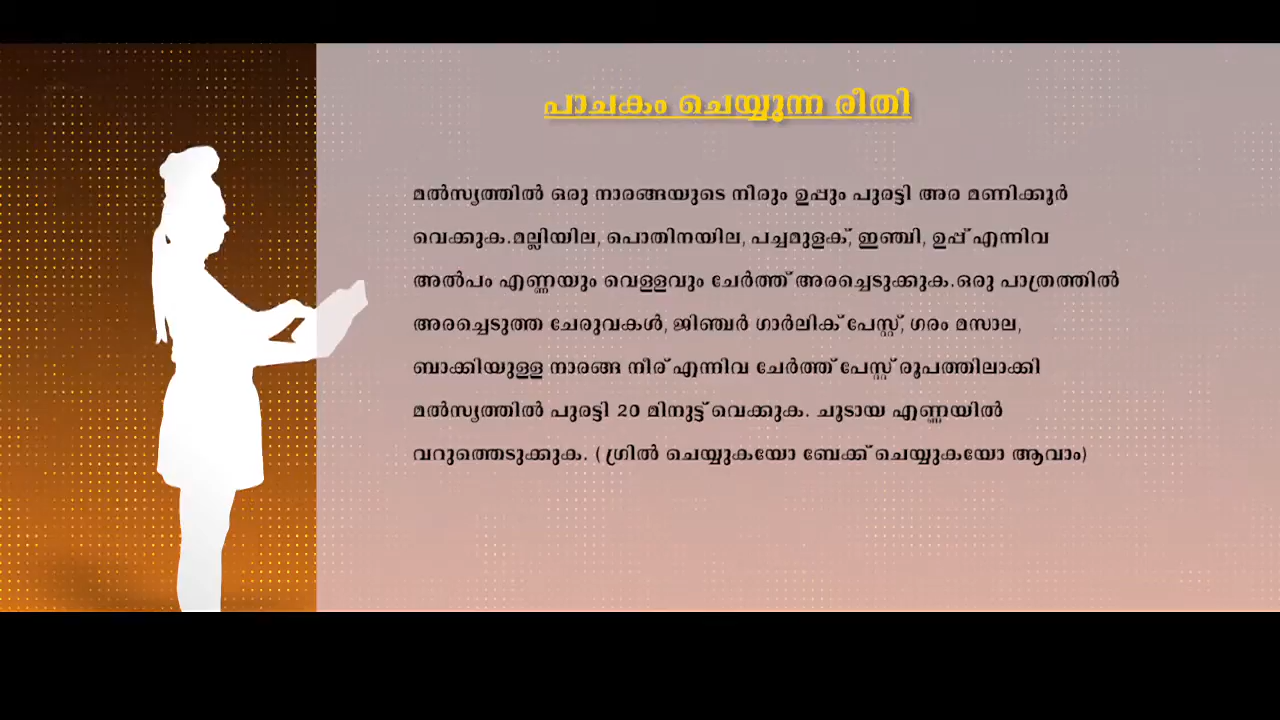 പാചകം ചെയ്യുന്ന രീതി
മൽസ്യത്തിൽ ഒരു നാരങ്ങയുടെ നിരും ഉപ്പും പുരട്ടി അര മണിക്കൂർ
വെക്കുക.മല്ലിയില, പൊതിനയില, പച്ചമുളക്, ഇഞ്ചി, ഉപ്പ് എന്നിവ
അൽപം എണ്ണയും വെള്ളവും ചേർത്ത് അരച്ചെടുക്കുക.ഒരു പാത്രത്തിൽ
അരച്ചെടുത്ത ചേരുവകൾ, ജിഞ്ചർ ഗാർലിക് പേസ്റ്റ്, ഗരം മസാല,
ബാക്കിയുള്ള നാരങ്ങ നീര് എന്നിവ ചേർത്ത് പേസ്റ്റ് രൂപത്തിലാക്കി
മൽസ്യത്തിൽ പുരട്ടി 20 മിനുട്ട് വെക്കുക. ചൂടായ എണ്ണയിൽ
വറുത്തെടുക്കുക. ( ഗ്രിൽ ചെയ്യുകയോ ബേക്ക് ചെയ്യുകയോ ആവാം)